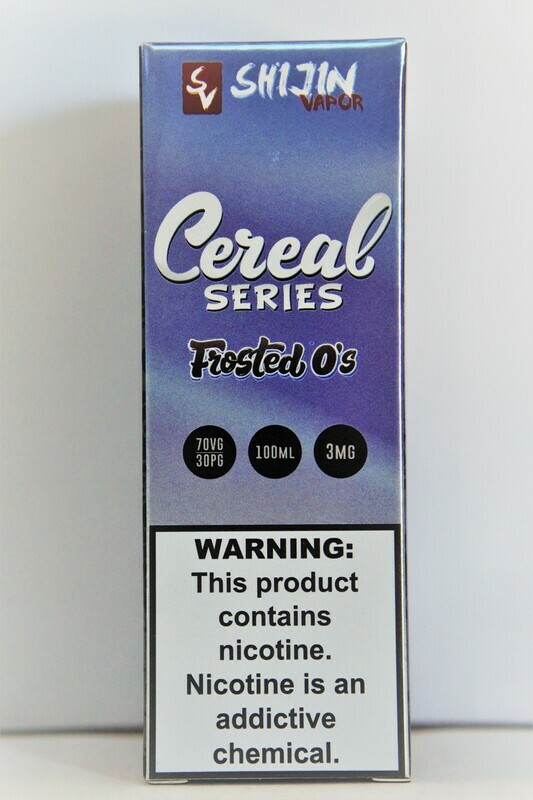 SV SHIJIN
VAPOR
Cereal
SERIES
Frosted O's
70VG
30PG
100ML
3MG
WARNING:
This product
contains
nicotine.
Nicotine is an
addictive
chemical.